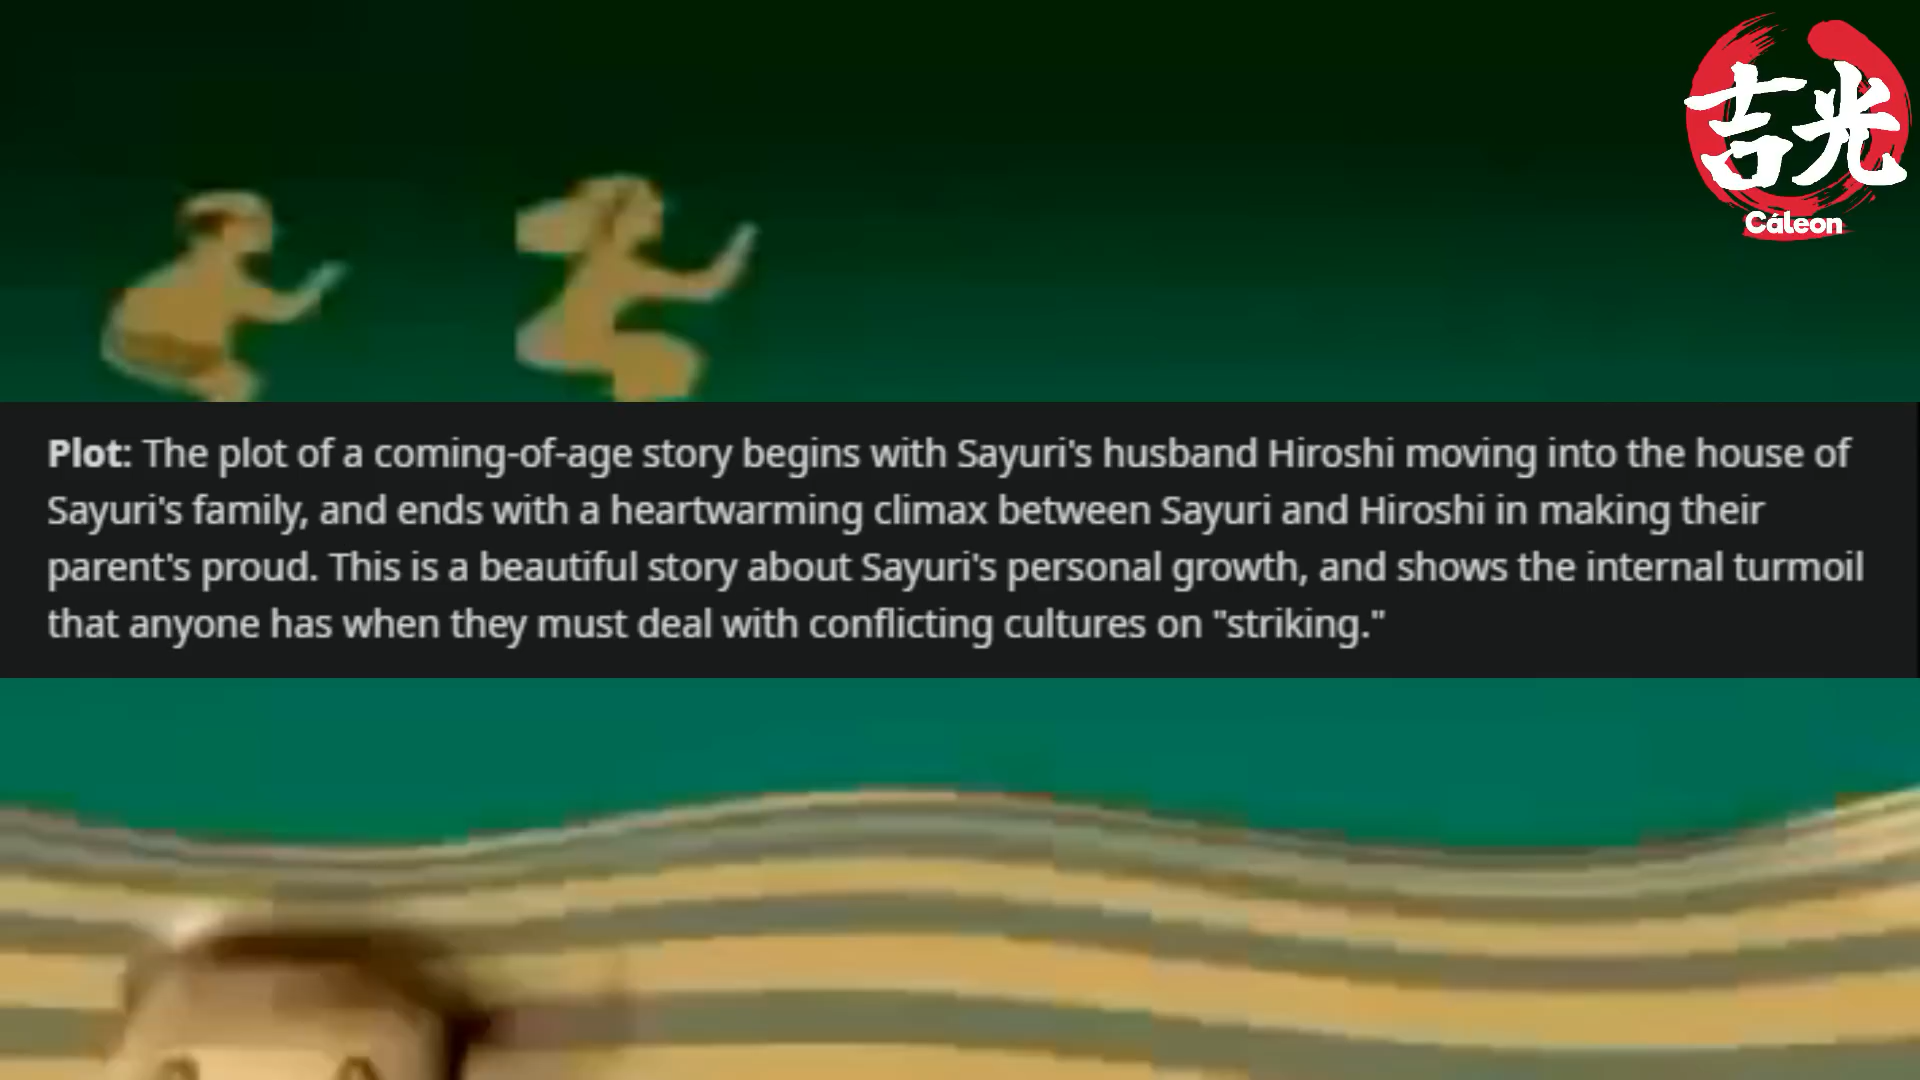 吉光
Cáleon
Plot: The plot of a coming-of-age story begins with Sayuri's husband Hiroshi moving into the house of
Sayuri's family, and ends with a heartwarming climax between Sayuri and Hiroshi in making their
parent's proud. This is a beautiful story about Sayuri's personal growth, and shows the internal turmoil
that anyone has when they must deal with conflicting cultures on "striking."